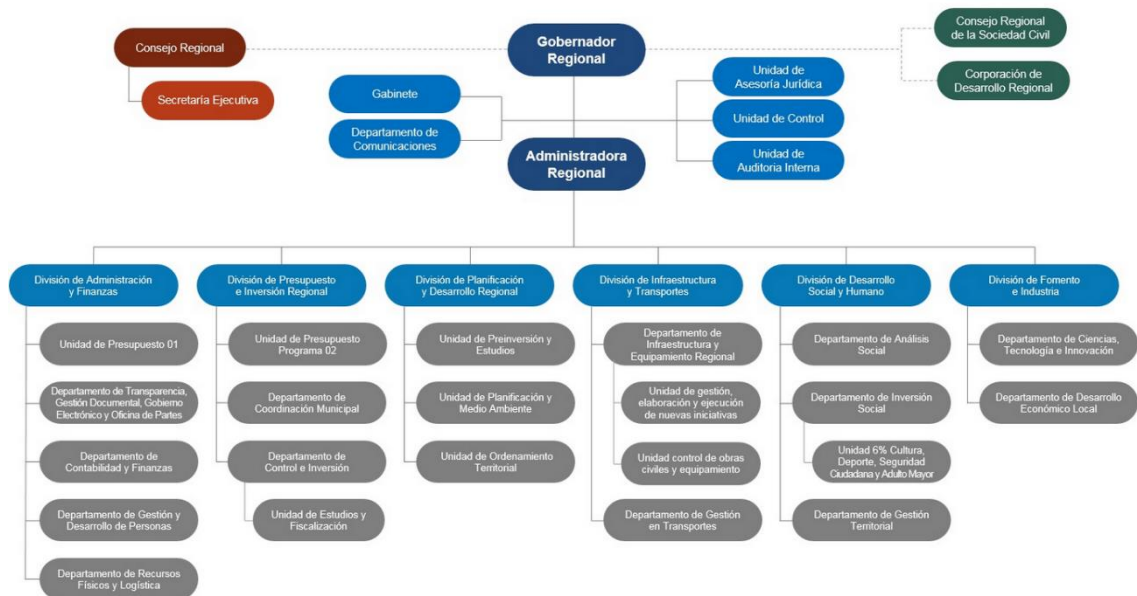 Consejo Regional
Secretaría Ejecutiva
Gobernador
Regional
Consejo Regional
de la Sociedad Civil
Corporación de
Desarrollo Regional
Gabinete
Departamento de
Comunicaciones
Unidad de
Asesoría Jurídica
Unidad de Control
Unidad de
Auditoria Interna
Administradora
Regional
División de Administración
y Finanzas
Unidad de Presupuesto 01
Departamento de Transparencia,
Gestión Documental, Gobierno
Electrónico y Oficina de Partes
Departamento de
Contabilidad y Finanzas
Departamento de Gestión y
Desarrollo de Personas
Departamento de Recursos
Físicos y Logística
División de Presupuesto
e Inversión Regional
Unidad de Presupuesto
Programa 02
Departamento de
Coordinación Municipal
Departamento de
Control e Inversión
Unidad de Estudios y
Fiscalización
División de Planificación
y Desarrollo Regional
Unidad de Preinversión y
Estudios
Unidad de Planificación y
Medio Ambiente
Unidad de Ordenamiento
Territorial
División de Infraestructura
y Transportes
Departamento de
Infraestructura y
Equipamiento Regional
Unidad de gestión,
elaboración y ejecución
de nuevas iniciativas
Unidad control de obras
civiles y equipamiento
Departamento de Gestión
en Transportes
División de Desarrollo
Social y Humano
Departamento de Análisis
Social
Departamento de Inversión
Social
Unidad 6% Cultura,
Deporte, Seguridad
Ciudadana y Adulto Mayor
Departamento de Gestión
Territorial
División de Fomento
e Industria
Departamento de Ciencias,
Tecnología e Innovación
Departamento de Desarrollo
Económico Local